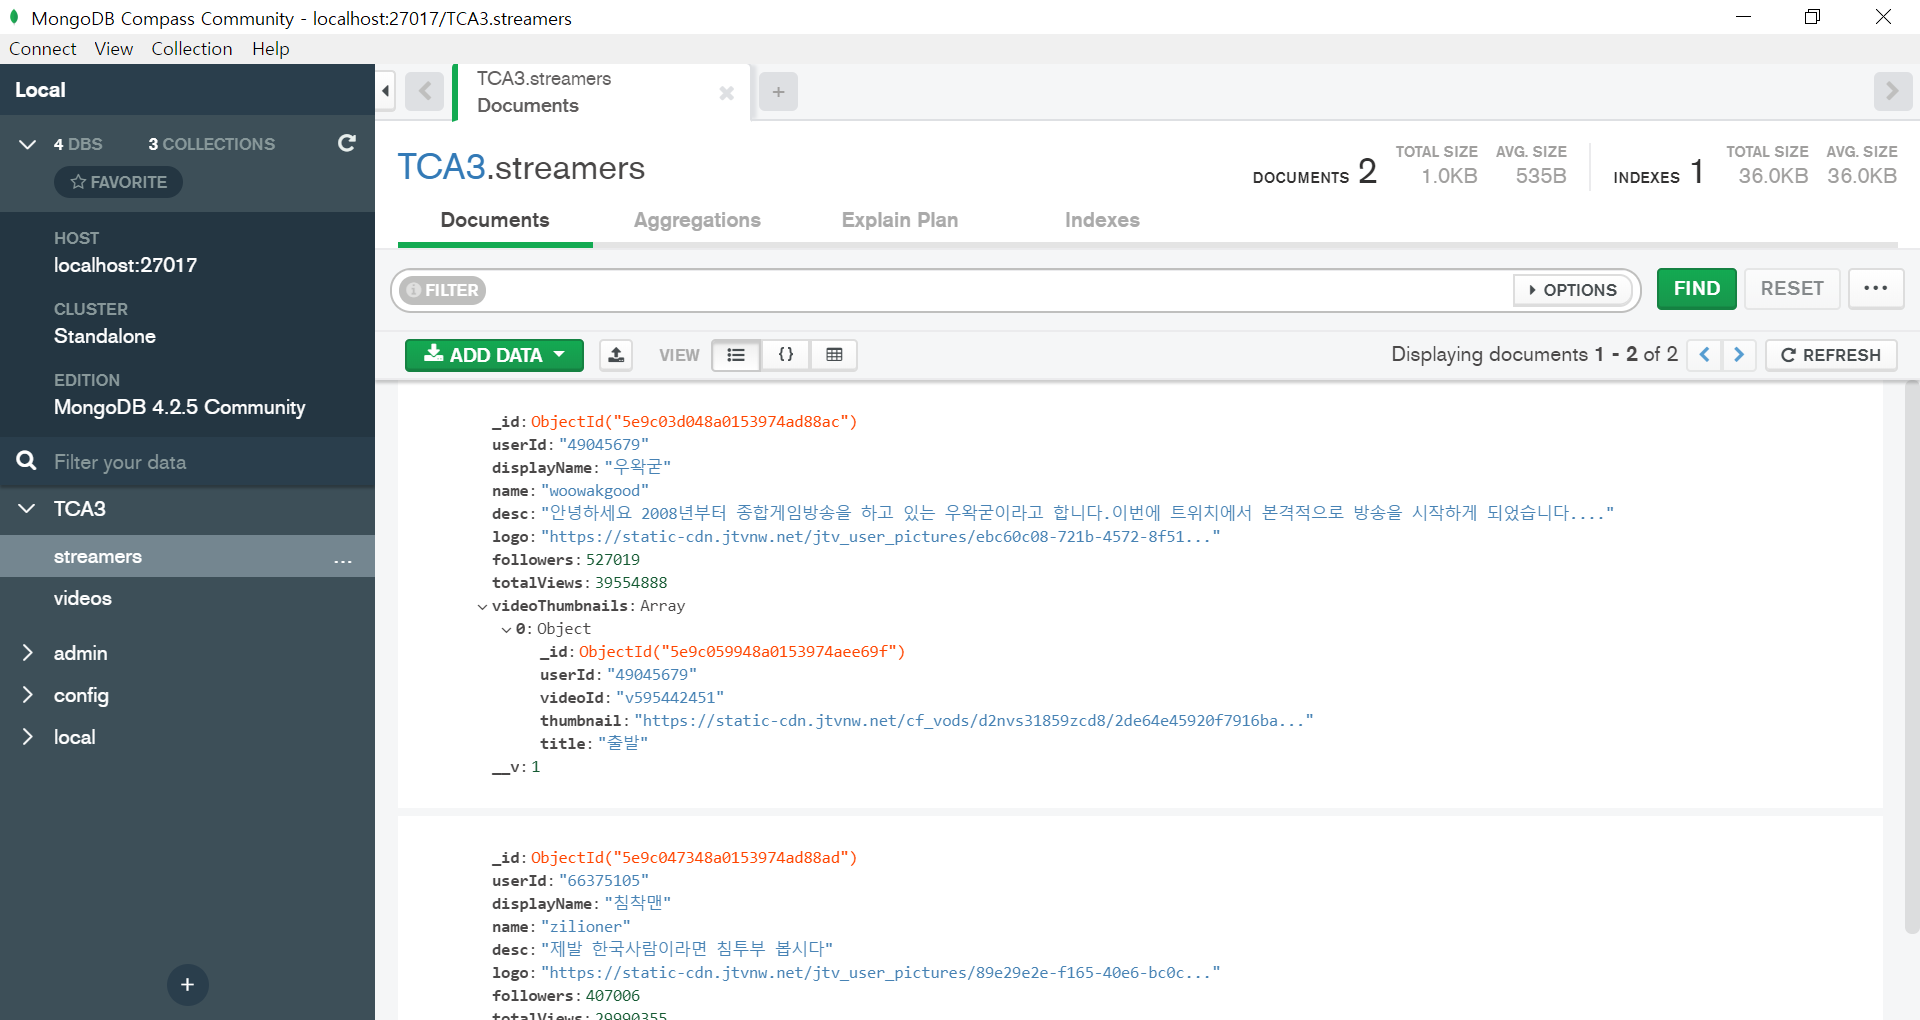 MongoDB Compass Community - localhost:27017/TCA3.streamers
Connect View Collection Help
Local
4 DBS 3 COLLECTIONS
FAVORITE
HOST
localhost:27017
CLUSTER
Standalone
EDITION
MongoDB 4.2.5 Community
Filter your data
TCA3
streamers ...
videos
admin
config
local
+
TCA3.streamers
Documents
+
TCA3.streamers
DOCUMENTS 2 TOTAL SIZE 1.0KB AVG. SIZE 535B INDEXES 1 TOTAL SIZE 36.0KB AVG. SIZE 36.0KB
Documents Aggregations Explain Plan Indexes
FILTER OPTIONS FIND RESET ...
ADD DATA VIEW {} Displaying documents 1 - 2 of 2 REFRESH
_id: ObjectId("5e9c03d048a0153974ad88ac")
userId: "49045679"
displayName: "우왁굳"
name: "woowakgood"
desc: "안녕하세요 2008년부터 종합게임방송을 하고 있는 우왁굳이라고 합니다.이번에 트위치에서 본격적으로 방송을 시작하게 되었습니다...."
logo: "https://static-cdn.jtvnw.net/jtv_user_pictures/ebc60c08-721b-4572-8f51..."
followers: 527019
totalViews: 39554888
videoThumbnails: Array
0: Object
_id: ObjectId("5e9c059948a0153974aee69f")
userId: "49045679"
videoId: "v595442451"
thumbnail: "https://static-cdn.jtvnw.net/cf_vods/d2nvs31859zcd8/2de64e45920f7916ba..."
title: "출발"
__v: 1
_id: ObjectId("5e9c047348a0153974ad88ad")
userId: "66375105"
displayName: "침착맨"
name: "zilioner"
desc: "제발 한국사람이라면 침투부 봅시다"
logo: "https://static-cdn.jtvnw.net/jtv_user_pictures/89e29e2e-f165-40e6-bc0c..."
followers: 407006
totalViews: 29990355